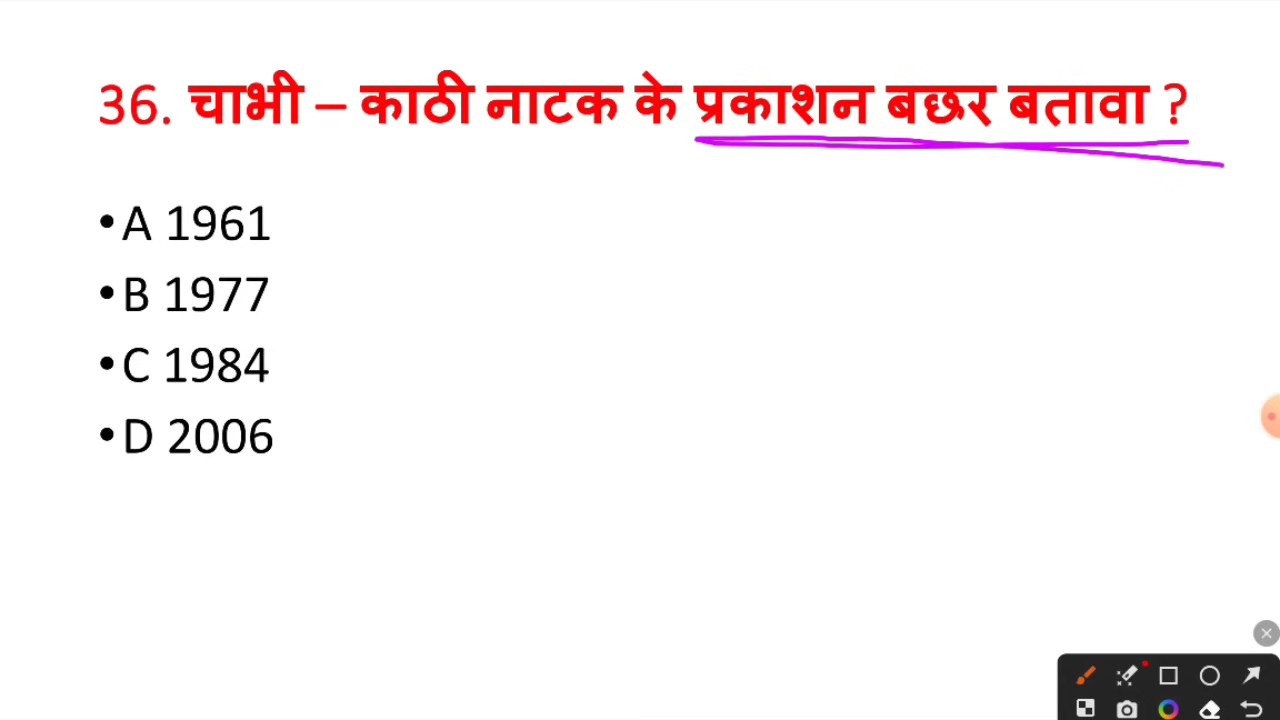 36. चाभी – काठी नाटक के प्रकाशन बछर बतावा ?
•A 1961
•B 1977
•C 1984
•D 2006